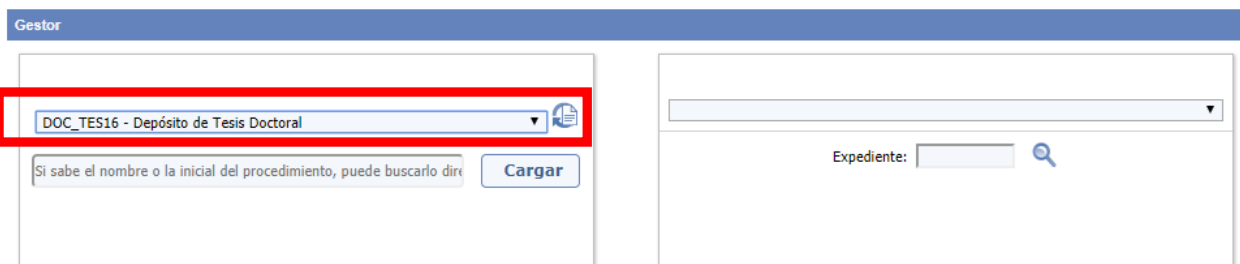 Gestor
DOC_TES16 - Depósito de Tesis Doctoral
Si sabe el nombre o la inicial del procedimiento, puede buscarlo dire
Cargar
Expediente: